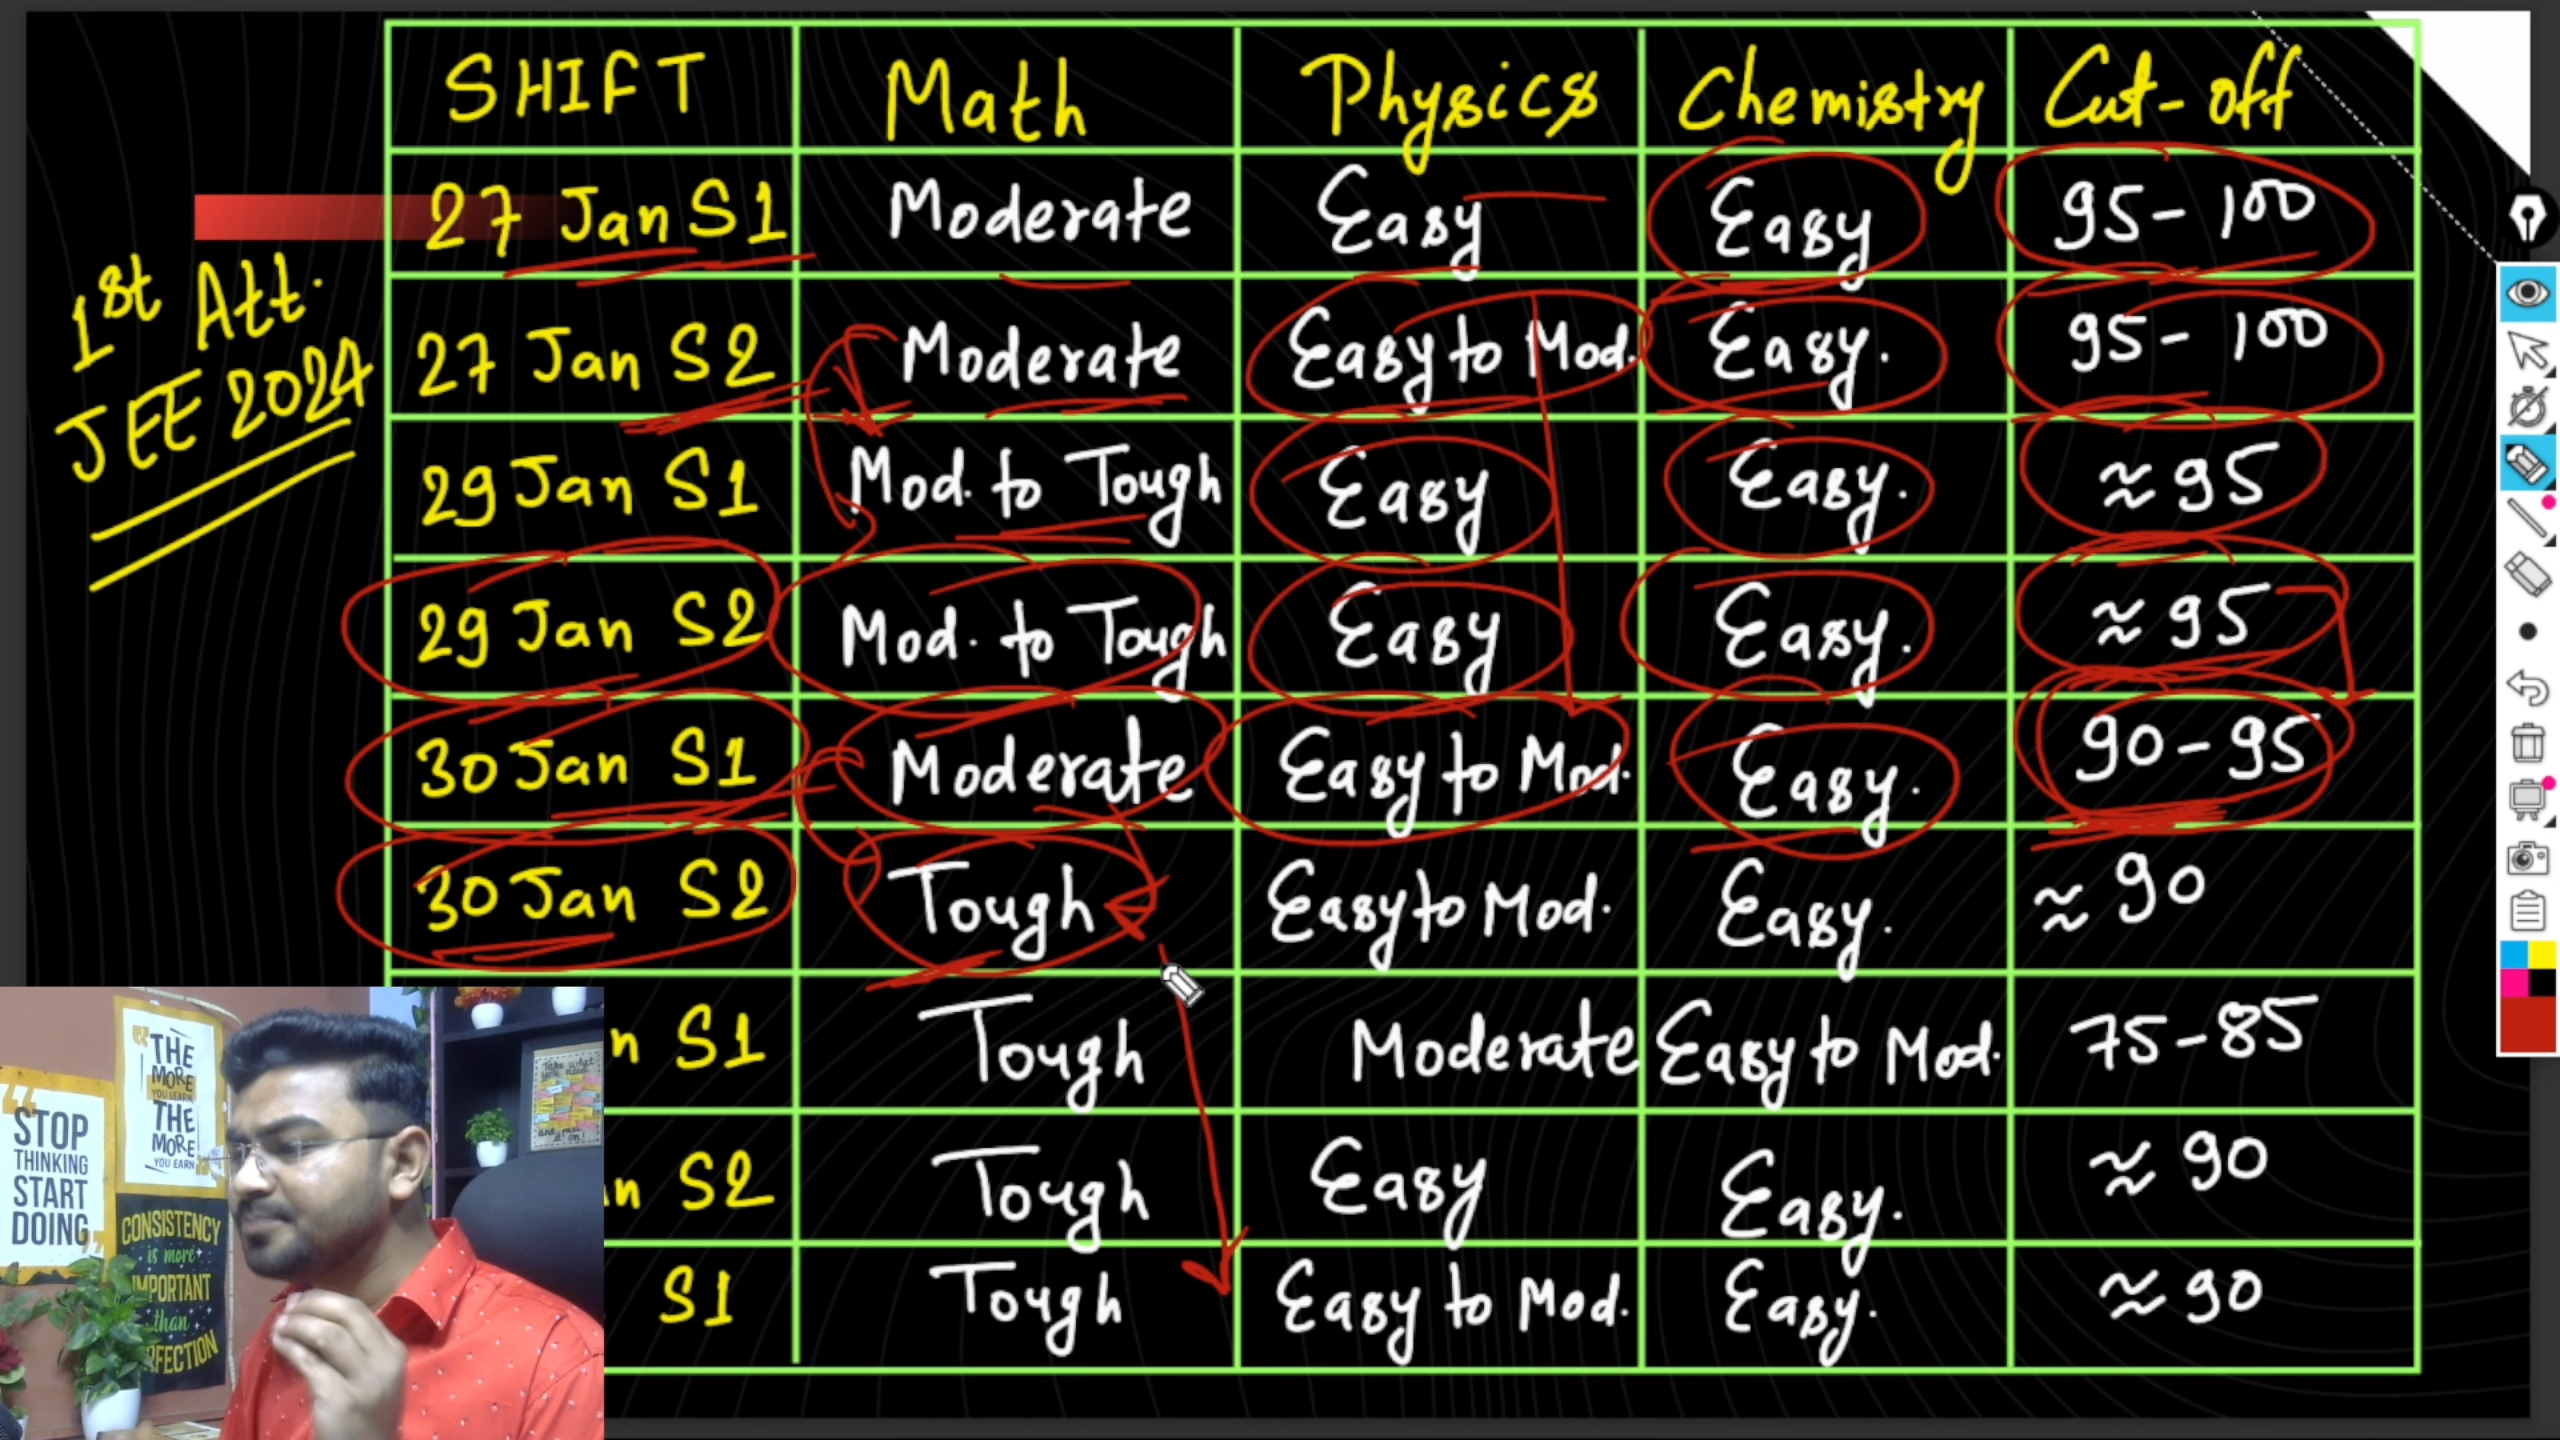 SHIFT Math Physics Chemistry Cut-off
27 Jan S1 Moderate Easy Easy 95-100
27 Jan S2 Moderate Easy to Mod. Easy. 95-100
29 Jan S1 Mod. to Tough Easy Easy. ≈ 95
29 Jan S2 Mod. to Tough Easy Easy. ≈ 95
30 Jan S1 Moderate Easy to Mod. Easy. 90-95
30 Jan S2 Tough Easy to Mod. Easy. ≈ 90
n S1 Tough Moderate Easy to Mod. 75-85
n S2 Tough Easy Easy. ≈ 90
S1 Tough Easy to Mod. Easy. ≈ 90
1st Att.
JEE 2024
STOP
THINKING
START
DOING
THE
MORE
YOU LEARN
THE
MORE
YOU EARN
CONSISTENCY
is more
IMPORTANT
than
RFECTION